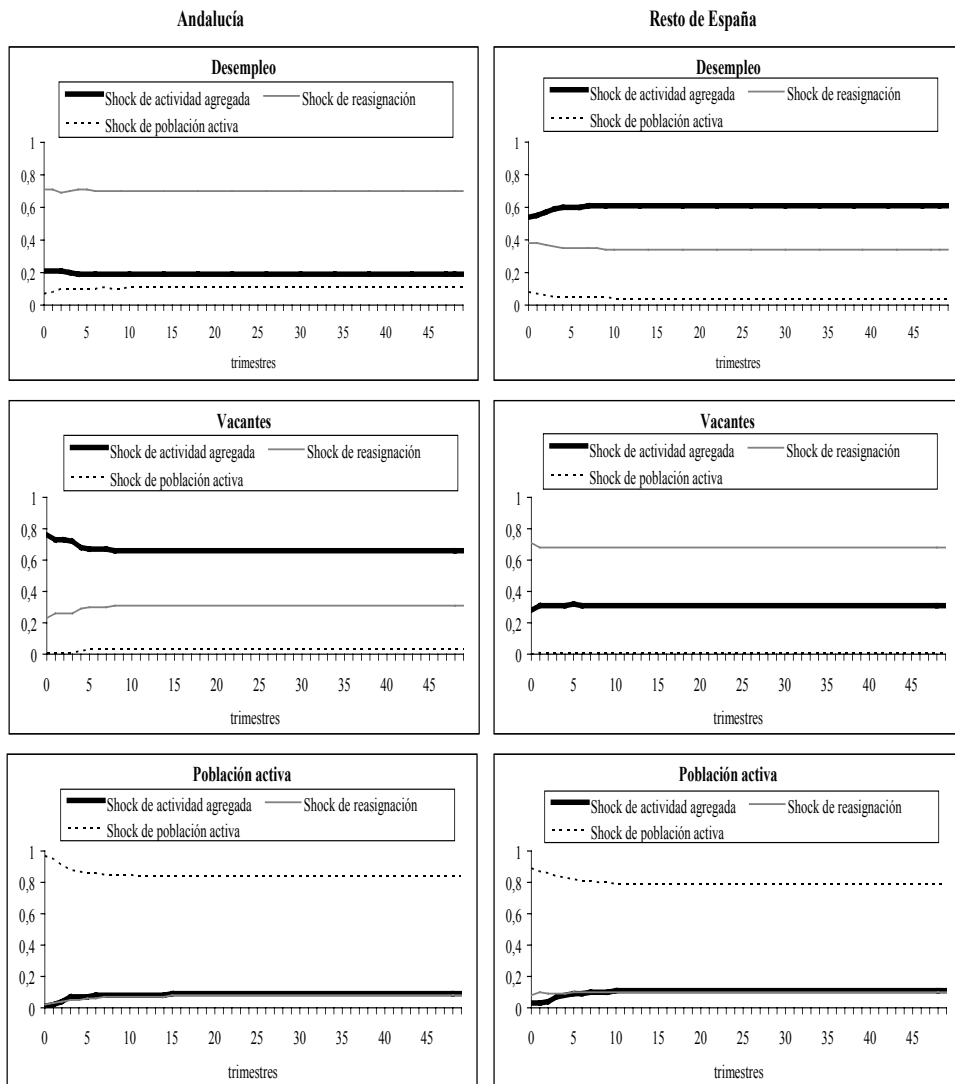 Andalucía
Resto de España
Desempleo
Shock de actividad agregada
Shock de reasignación
Shock de población activa
1
0,8
0,6
0,4
0,2
0
0 5 10 15 20 25 30 35 40 45
trimestres
Desempleo
Shock de actividad agregada
Shock de reasignación
Shock de población activa
1
0,8
0,6
0,4
0,2
0
0 5 10 15 20 25 30 35 40 45
trimestres
Vacantes
Shock de actividad agregada
Shock de reasignación
Shock de población activa
1
0,8
0,6
0,4
0,2
0
0 5 10 15 20 25 30 35 40 45
trimestres
Vacantes
Shock de actividad agregada
Shock de reasignación
Shock de población activa
1
0,8
0,6
0,4
0,2
0
0 5 10 15 20 25 30 35 40 45
trimestres
Población activa
Shock de actividad agregada
Shock de reasignación
Shock de población activa
1
0,8
0,6
0,4
0,2
0
0 5 10 15 20 25 30 35 40 45
trimestres
Población activa
Shock de actividad agregada
Shock de reasignación
Shock de población activa
1
0,8
0,6
0,4
0,2
0
0 5 10 15 20 25 30 35 40 45
trimestres